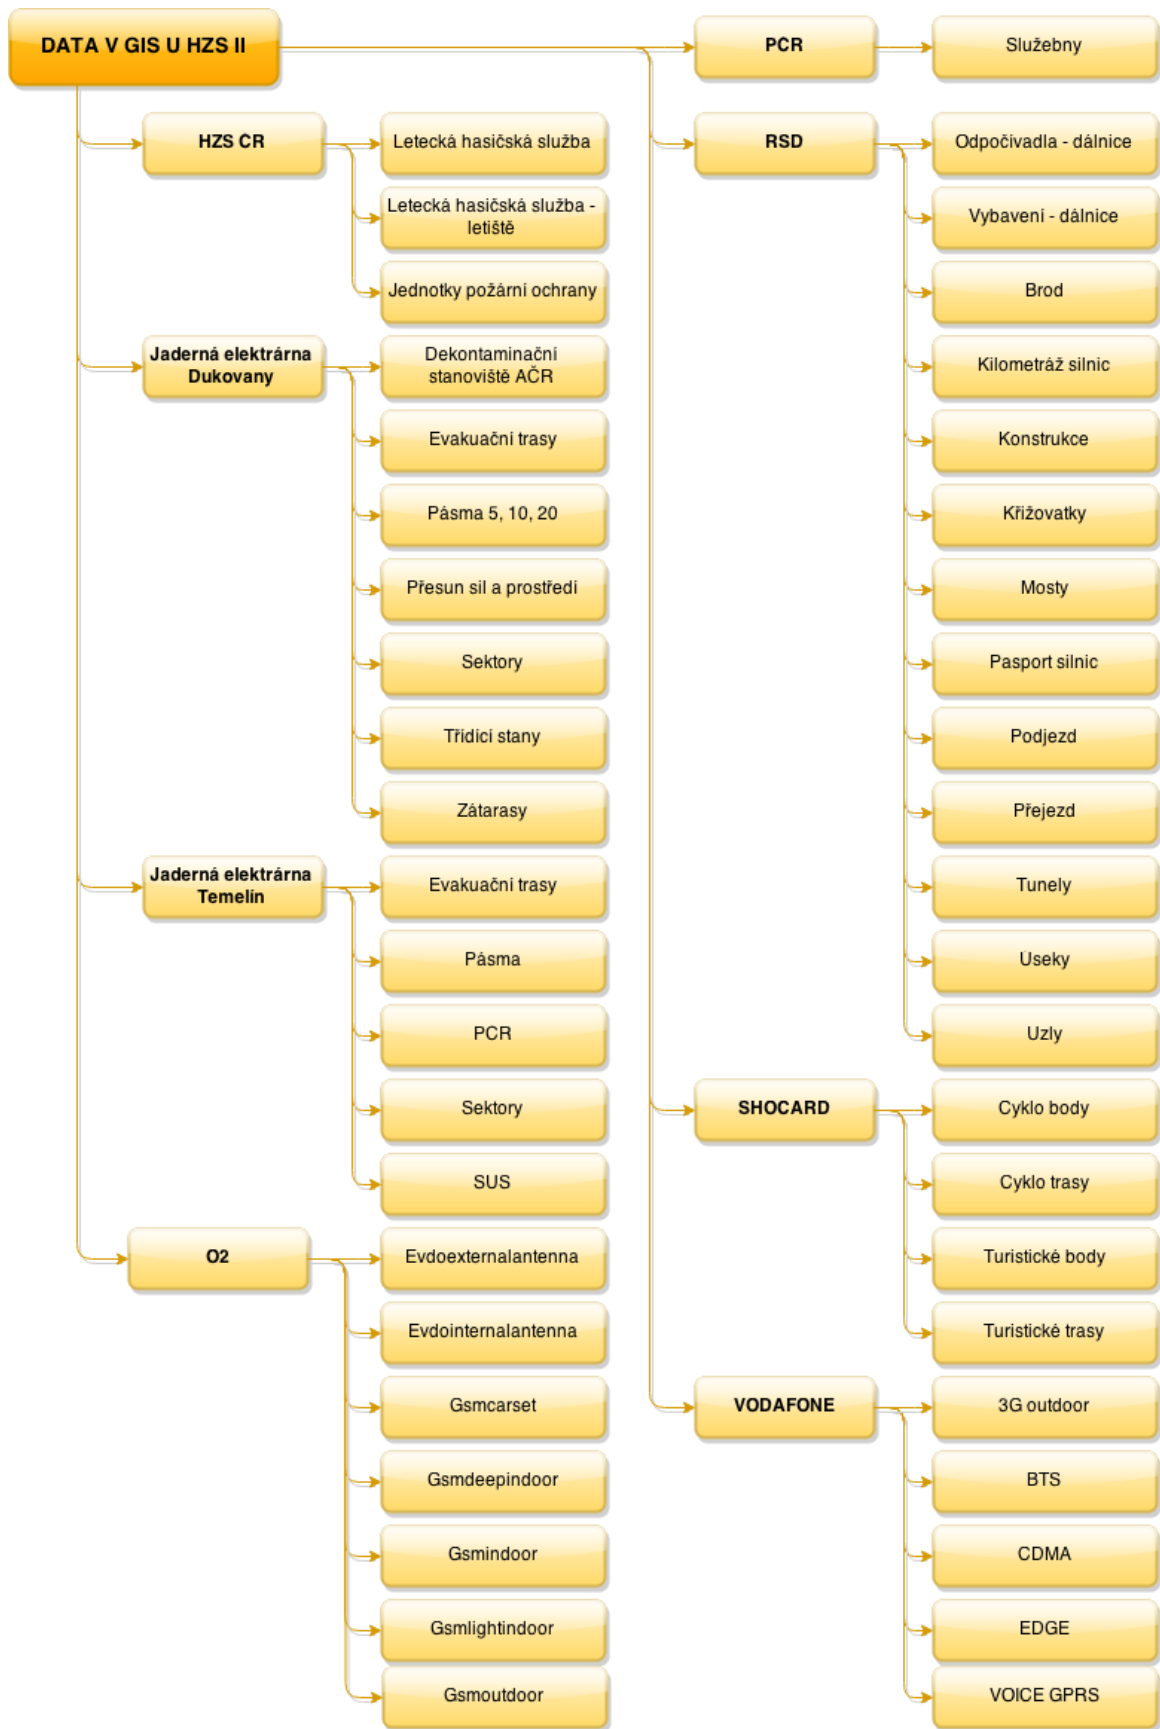 DATA V GIS U HZS II
HZS ČR
Letecká hasičská služba
Letecká hasičská služba -
letiště
Jednotky požární ochrany
Jaderná elektrárna
Dukovany
Dekontaminační
stanoviště AČR
Evakuační trasy
Pásma 5, 10, 20
Přesun sil a prostředí
Sektory
Třídící stany
Zátarasy
Jaderná elektrárna
Temelín
Evakuační trasy
Pásma
PČR
Sektory
SUS
O2
Evdoexternalantenna
Evdointernalantenna
Gsmcarset
Gsmdeepindoor
Gsmindoor
Gsmlightindoor
Gsmoutdoor
PČR
Služebny
RSD
Odpočívadla - dálnice
Vybavení - dálnice
Brod
Kilometráž silnic
Konstrukce
Křižovatky
Mosty
Pasport silnic
Podjezd
Přejezd
Tunely
Úseky
Uzly
SHOCARD
Cyklo body
Cyklo trasy
Turistické body
Turistické trasy
VODAFONE
3G outdoor
BTS
CDMA
EDGE
VOICE GPRS